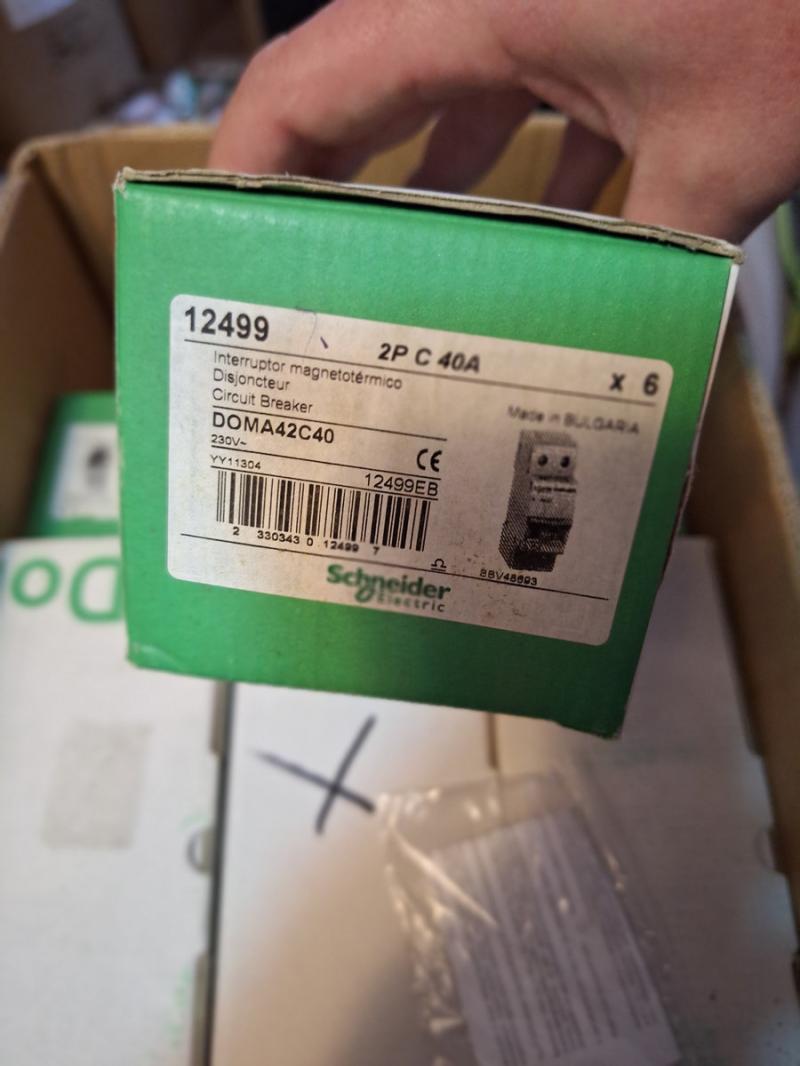 12499
2P C 40A
x 6
Interruptor magnetotérmico
Disjoncteur
Circuit Breaker
Made in BULGARIA
DOMA42C40
230V~
CE
YY11304
12499EB
2 330343 0 12499 7
Ω
BBV48693
Schneider
Electric
Do